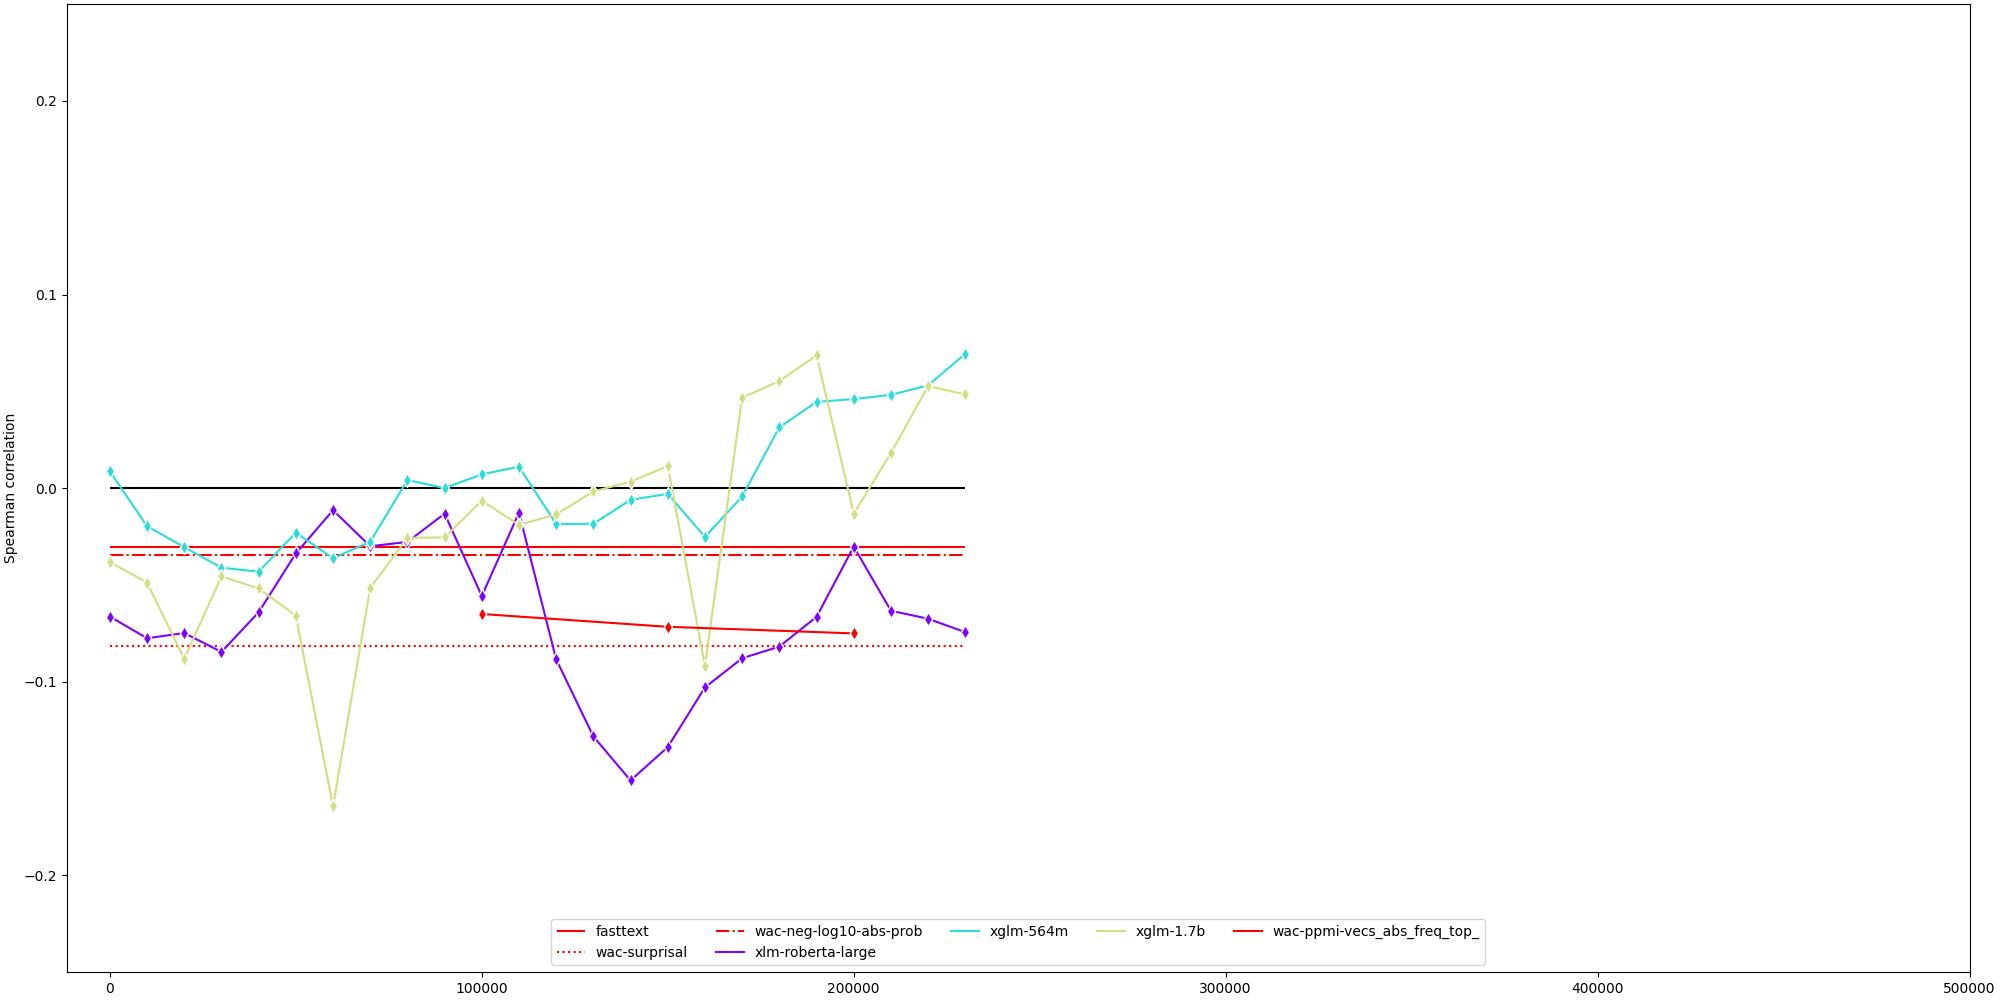 0.2
0.1
0.0
−0.1
−0.2
Spearman correlation
fasttext
wac-surprisal
wac-neg-log10-abs-prob
xlm-roberta-large
xglm-564m
xglm-1.7b
wac-ppmi-vecs_abs_freq_top_
0
100000
200000
300000
400000
500000